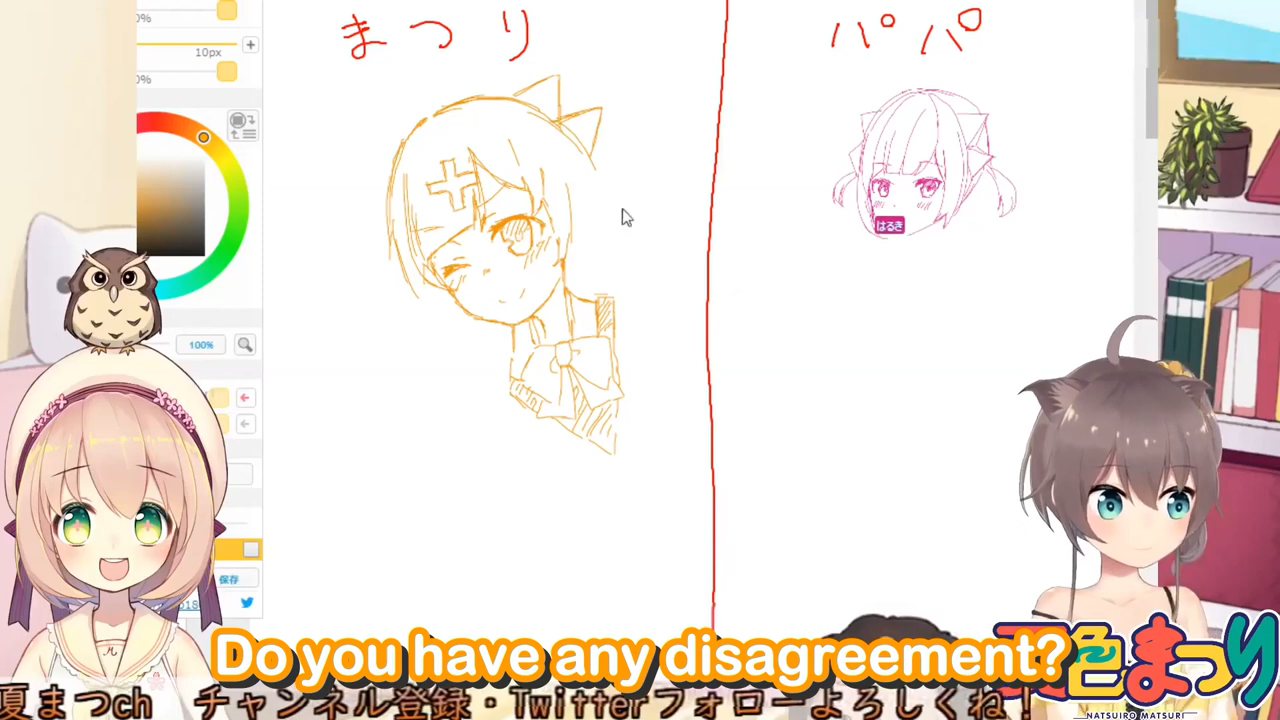 0%
10px
0%
まつり
パパ
はるき
100%
保存
Do you have any disagreement?
色まつり
NATSUIRO MATSURI
夏まつch チャンネル登録・Twitterフォローよろしくね！